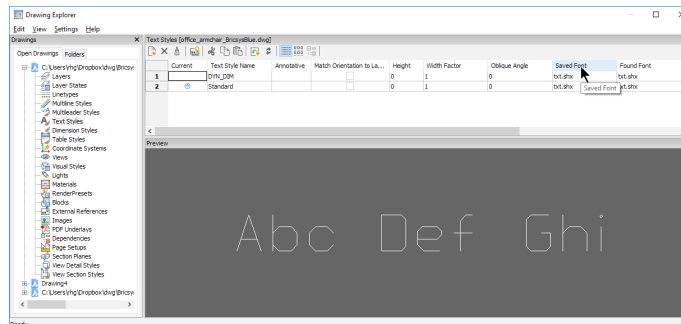 Drawing Explorer
Edit View Settings Help
Drawings
Text Styles [office_armchair_BricsysBlue.dwg]
Open Drawings Folders
C:\Users\rhg\Dropbox\dwg\Bricsy
Layers
Layer States
Linetypes
Multiline Styles
Multileader Styles
Text Styles
Dimension Styles
Table Styles
Coordinate Systems
Views
Visual Styles
Lights
Materials
RenderPresets
Blocks
External References
Images
PDF Underlays
Dependencies
Page Setups
Section Planes
View Detail Styles
View Section Styles
Drawing4
C:\Users\rhg\Dropbox\dwg\Bricsy
Current Text Style Name Annotative Match Orientation to La... Height Width Factor Oblique Angle Saved Font Found Font
1 DYN_DIM 0 1 0 txt.shx txt.shx
2 Standard 0 1 0 txt.shx txt.shx
Saved Font
Preview
Abc Def Ghi
Ready